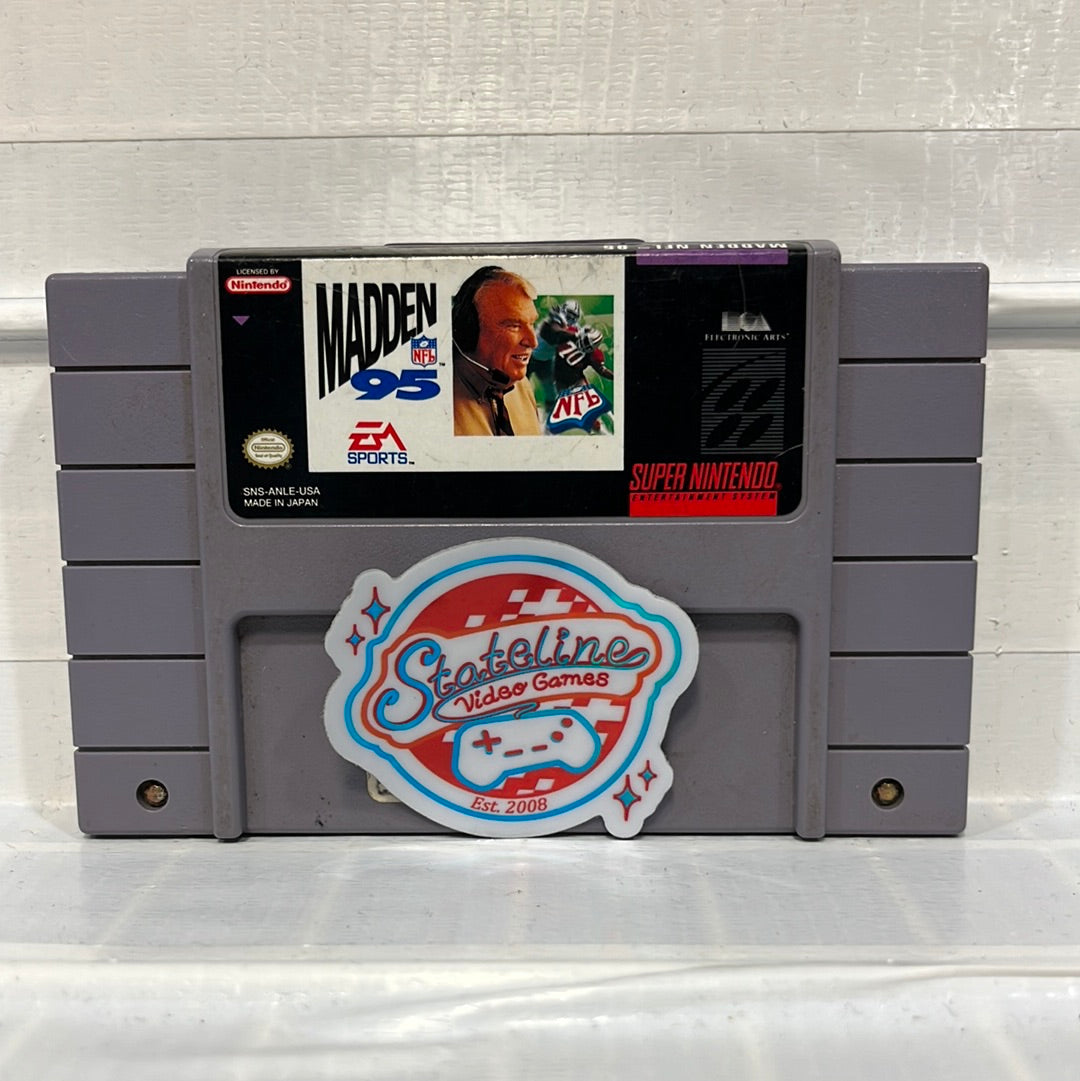 MADDEN NFL 95
LICENSED BY
Nintendo
MADDEN
NFL
95
EA
SPORTS
20
NFL
ELECTRONIC ARTS
Official
Nintendo
Seal of Quality
SNS-ANLE-USA
MADE IN JAPAN
SUPER NINTENDO
ENTERTAINMENT SYSTEM
Stateline
Video Games
Est. 2008